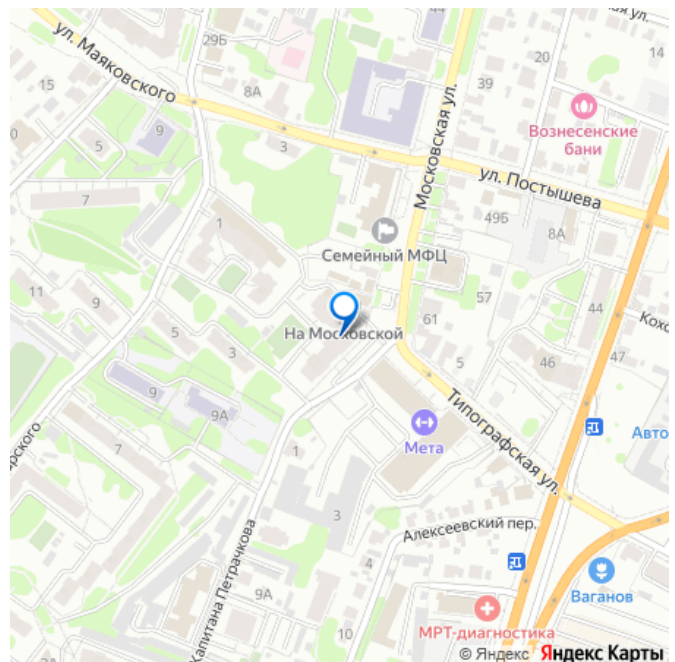 ул.
29Б
20
14
ул. Маяковского
15
8А
39
9
5
3
Вознесенские
бани
Московская ул.
ул. Постышева
7
1
49Б
8А
Семейный МФЦ
11
9
57
44
На Московской
61
Кохо
5
3
5
46
47
9
9А
Мета
Типографская ул.
Авто
рского
7
1
3
Алексеевский пер.
4
Капитана Петрачкова
9А
Ваганов
10
МРТ-диагностика
© Яндекс Яндекс Карты